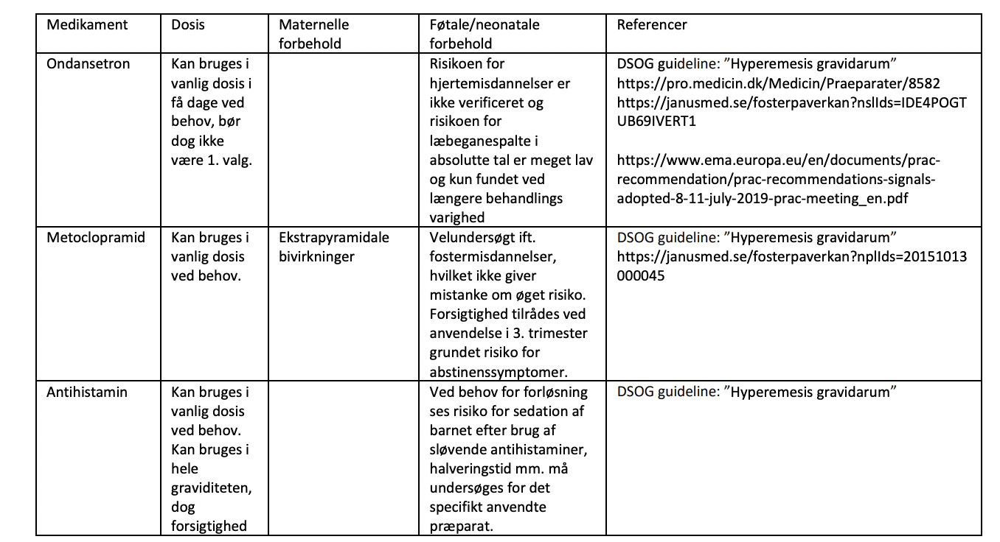 Medikament
Dosis
Maternelle
forbehold
Føtale/neonatale
forbehold
Referencer
Ondansetron
Kan bruges i
vanlig dosis i
få dage ved
behov, bør
dog ikke
være 1. valg.
Risikoen for
hjertemisdannelser er
ikke verificeret og
risikoen for
læbeganespalte i
absolutte tal er meget lav
og kun fundet ved
længere behandlings
varighed
DSOG guideline: ”Hyperemesis gravidarum”
https://pro.medicin.dk/Medicin/Praeparater/8582
https://janusmed.se/fosterpaverkan?nslIds=IDE4POGT
UB69IVERT1
https://www.ema.europa.eu/en/documents/prac-
recommendation/prac-recommendations-signals-
adopted-8-11-july-2019-prac-meeting_en.pdf
Metoclopramid
Kan bruges i
vanlig dosis
ved behov.
Ekstrapyramidale
bivirkninger
Velundersøgt ift.
fostermisdannelser,
hvilket ikke giver
mistanke om øget risiko.
Forsigtighed tilrådes ved
anvendelse i 3. trimester
grundet risiko for
abstinenssymptomer.
DSOG guideline: ”Hyperemesis gravidarum”
https://janusmed.se/fosterpaverkan?nplIds=20151013
000045
Antihistamin
Kan bruges i
vanlig dosis
ved behov.
Kan bruges i
hele
graviditeten,
dog
forsigtighed
Ved behov for forløsning
ses risiko for sedation af
barnet efter brug af
sløvende antihistaminer,
halveringstid mm. må
undersøges for det
specifikt anvendte
præparat.
DSOG guideline: ”Hyperemesis gravidarum”